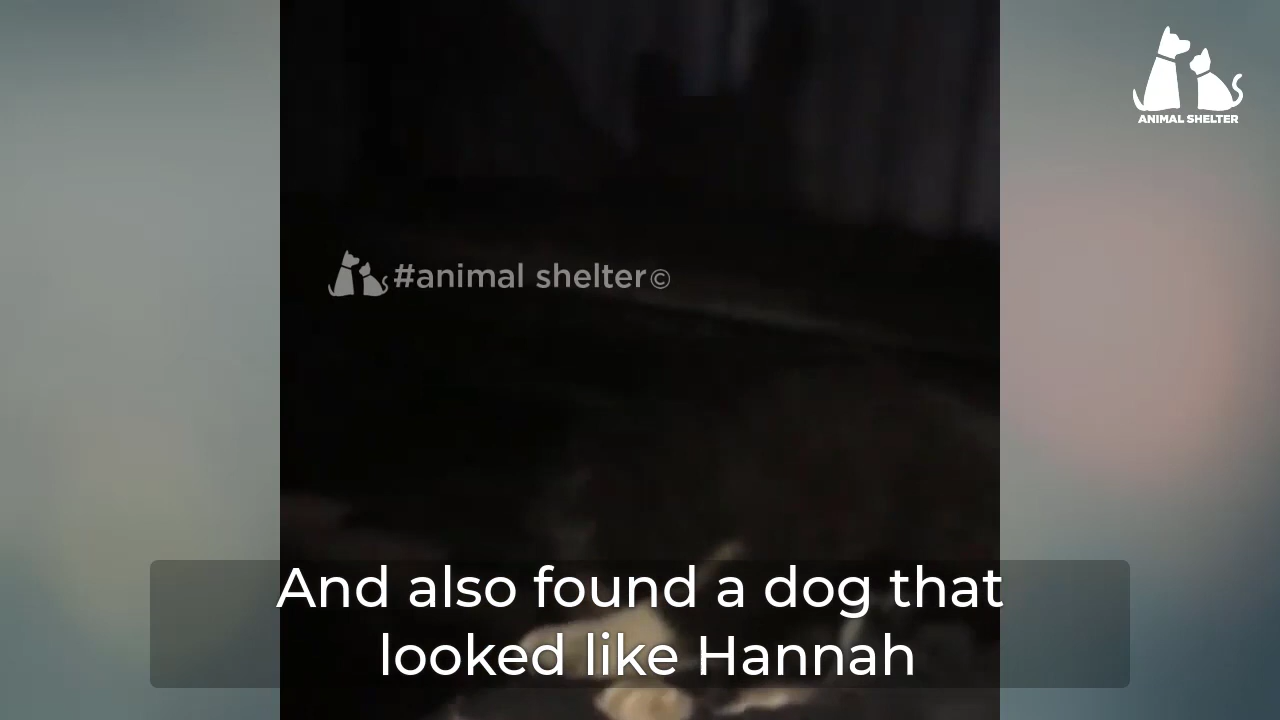 ANIMAL SHELTER
#animal shelter©
And also found a dog that
looked like Hannah